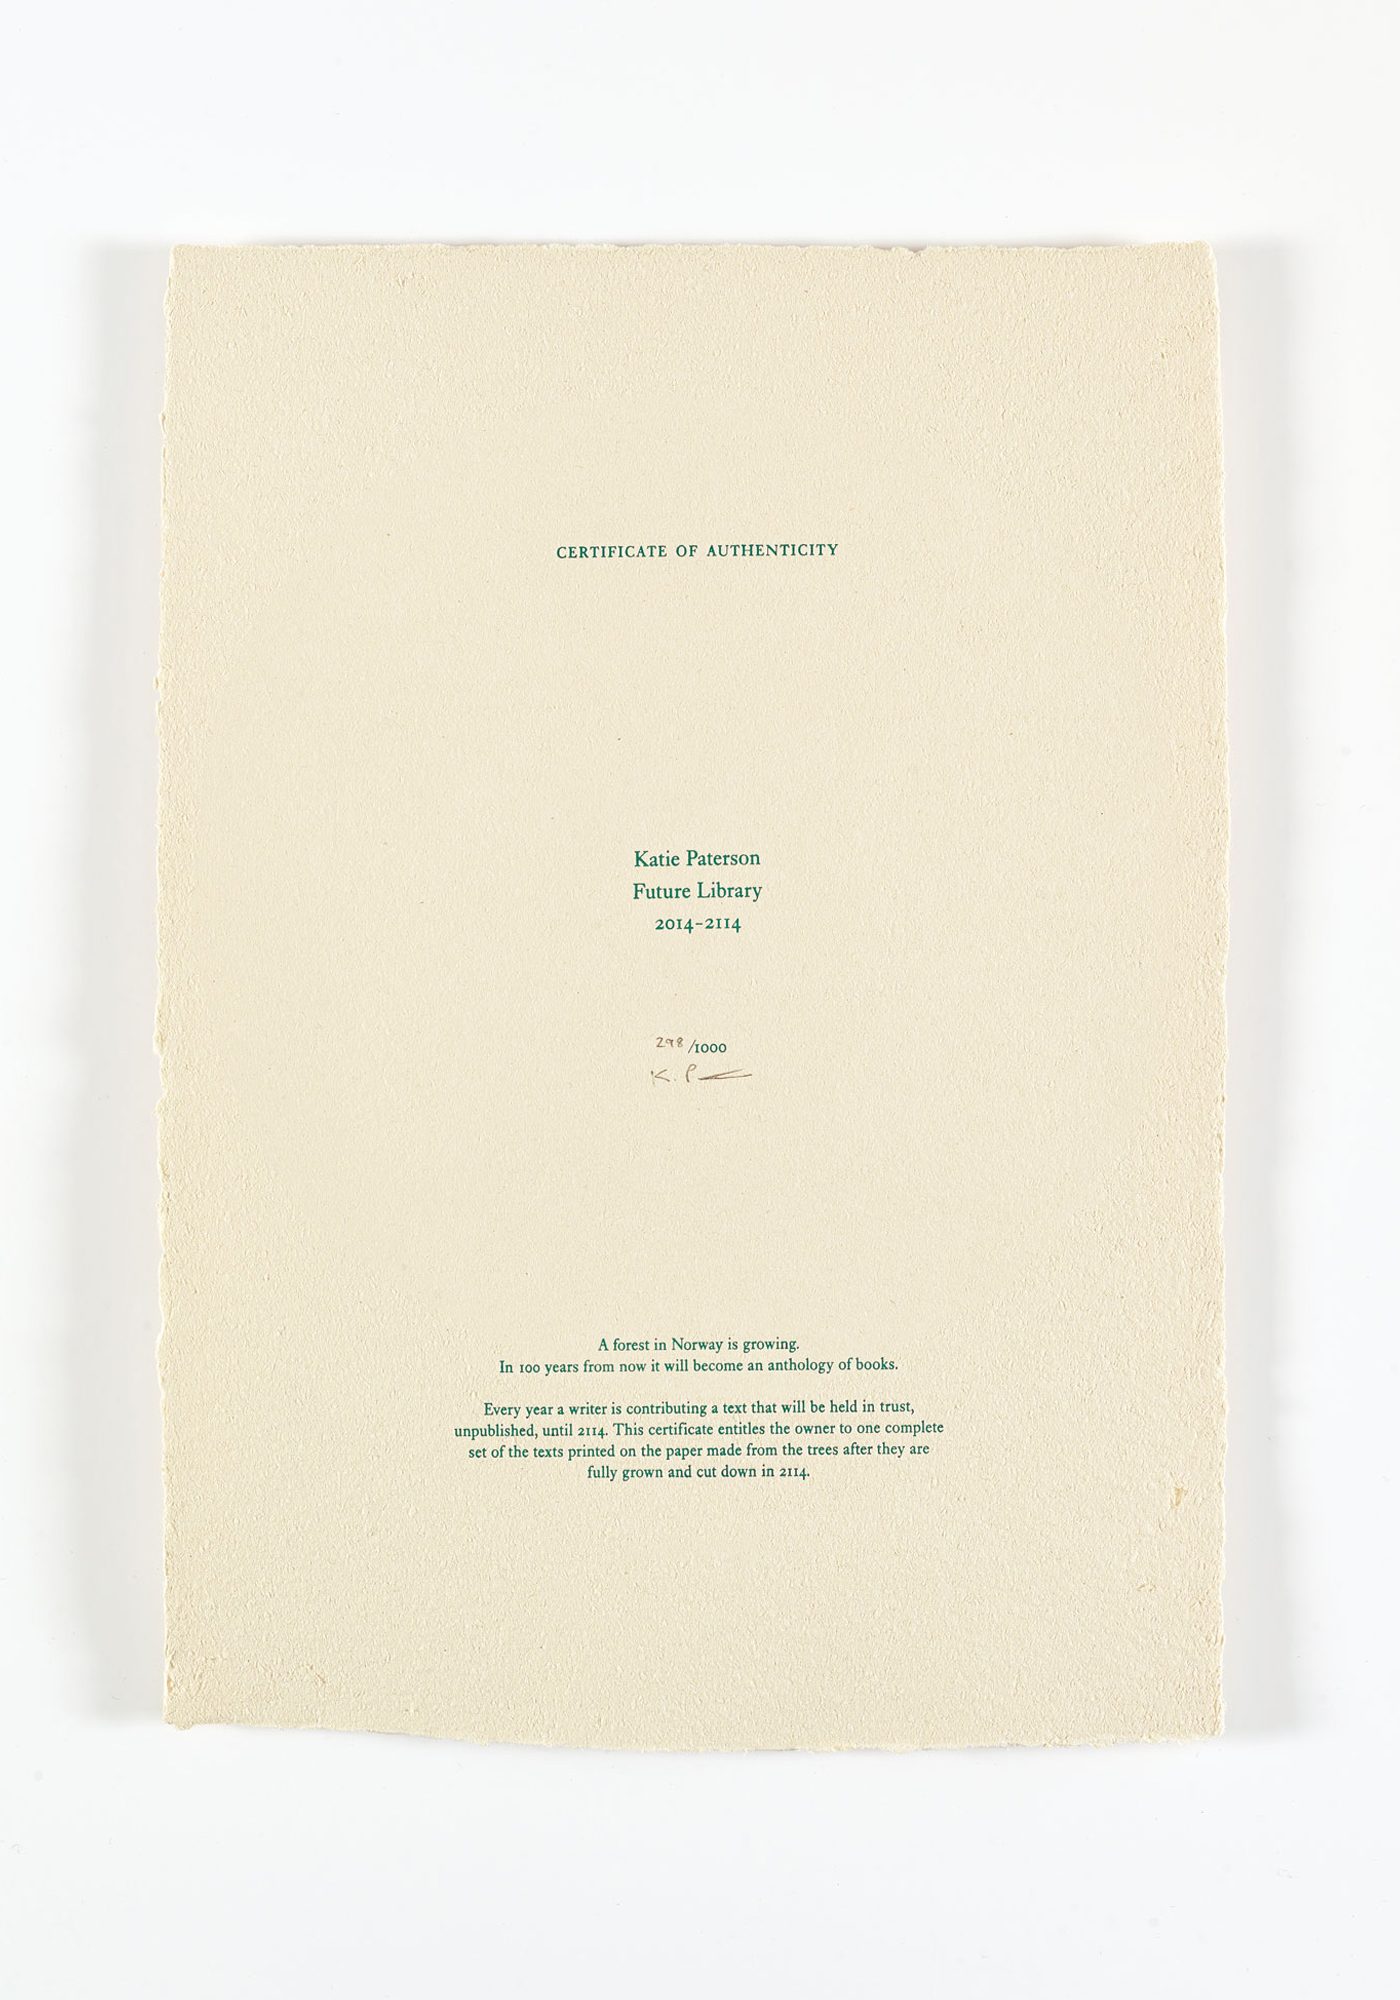 CERTIFICATE OF AUTHENTICITY
Katie Paterson
Future Library
2014–2114
298/1000
K. P
A forest in Norway is growing.
In 100 years from now it will become an anthology of books.
Every year a writer is contributing a text that will be held in trust,
unpublished, until 2114. This certificate entitles the owner to one complete
set of the texts printed on the paper made from the trees after they are
fully grown and cut down in 2114.